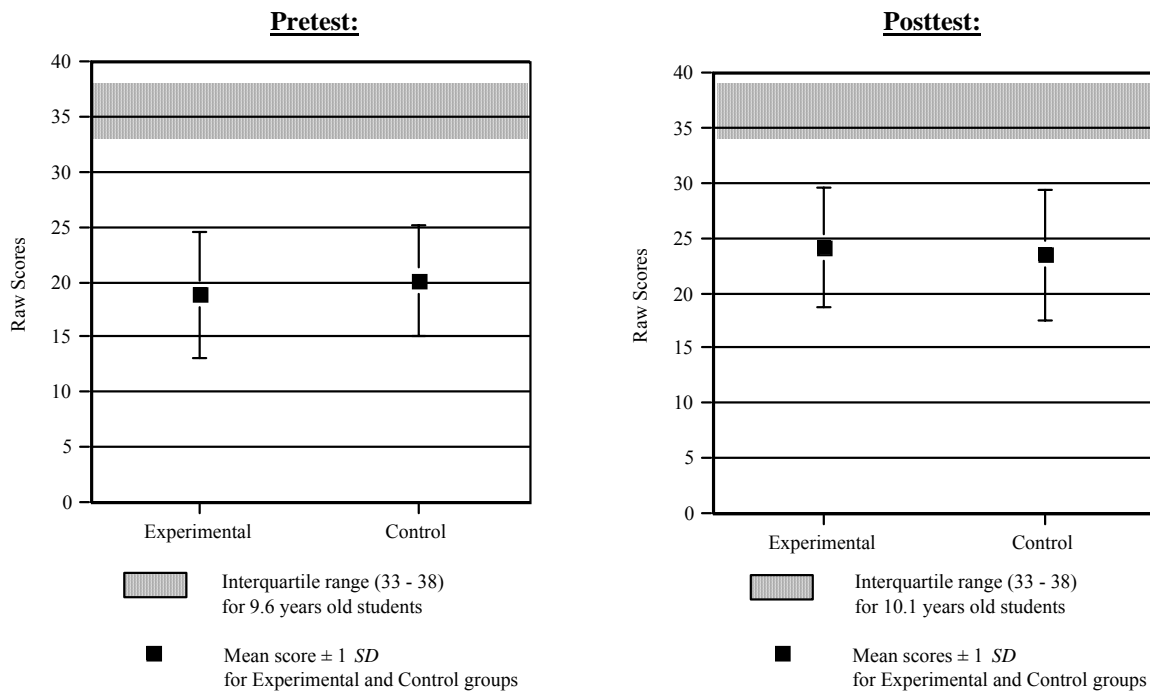 Pretest:
40
35
30
25
20
15
10
5
0
Raw Scores
Experimental Control
Interquartile range (33 - 38)
for 9.6 years old students
Mean score ± 1 SD
for Experimental and Control groups
Posttest:
40
35
30
25
20
15
10
5
0
Raw Scores
Experimental Control
Interquartile range (33 - 38)
for 10.1 years old students
Mean scores ± 1 SD
for Experimental and Control groups